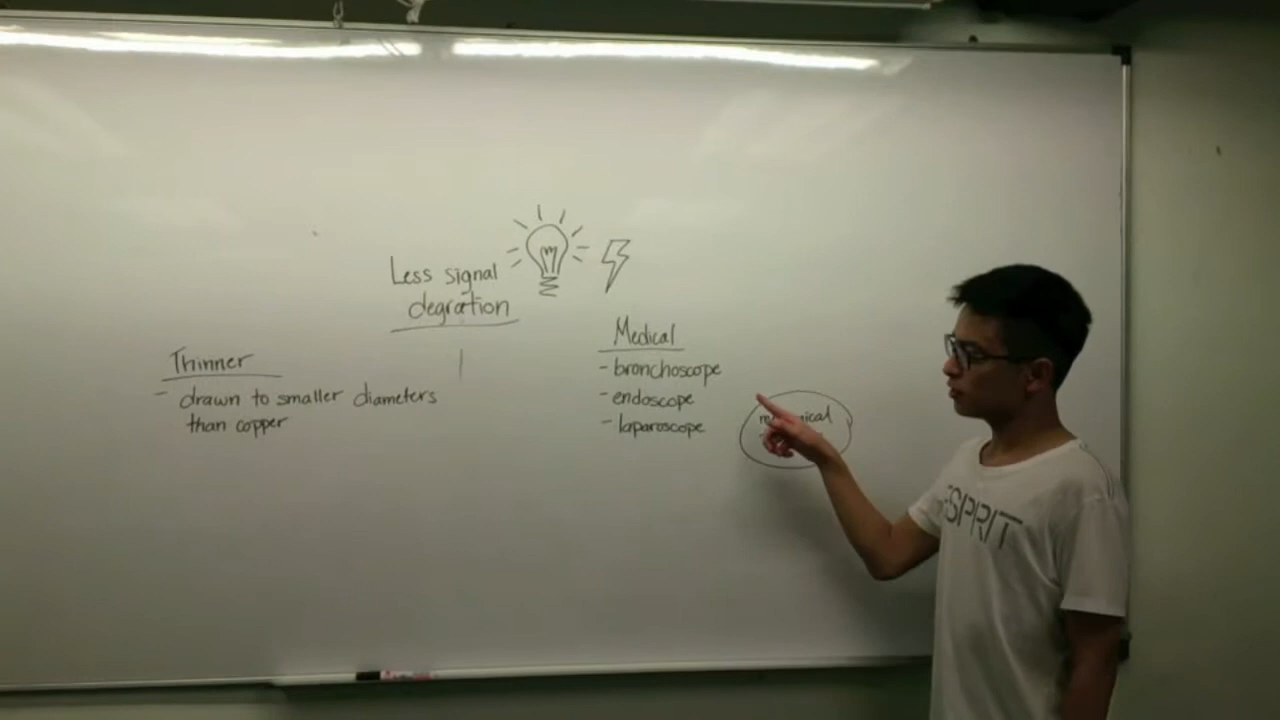 Less signal
degration
Medical
- bronchoscope
- endoscope
- laparoscope
Thinner
- drawn to smaller diameters
than copper
ESPRIT